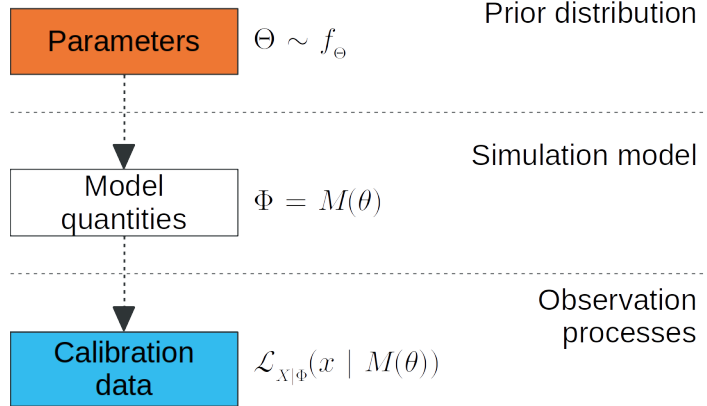 Prior distribution
Parameters
Θ ∼ f_Θ
Simulation model
Model
quantities
Φ = M(θ)
Observation
processes
Calibration
data
ℒ_{X|Φ}(x | M(θ))